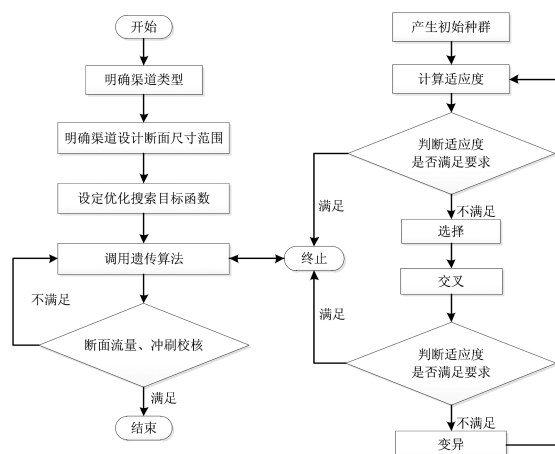 开始
明确渠道类型
明确渠道设计断面尺寸范围
设定优化搜索目标函数
调用遗传算法
不满足
断面流量、冲刷校核
满足
结束
终止
满足
满足
产生初始种群
计算适应度
判断适应度
是否满足要求
不满足
选择
交叉
判断适应度
是否满足要求
不满足
变异